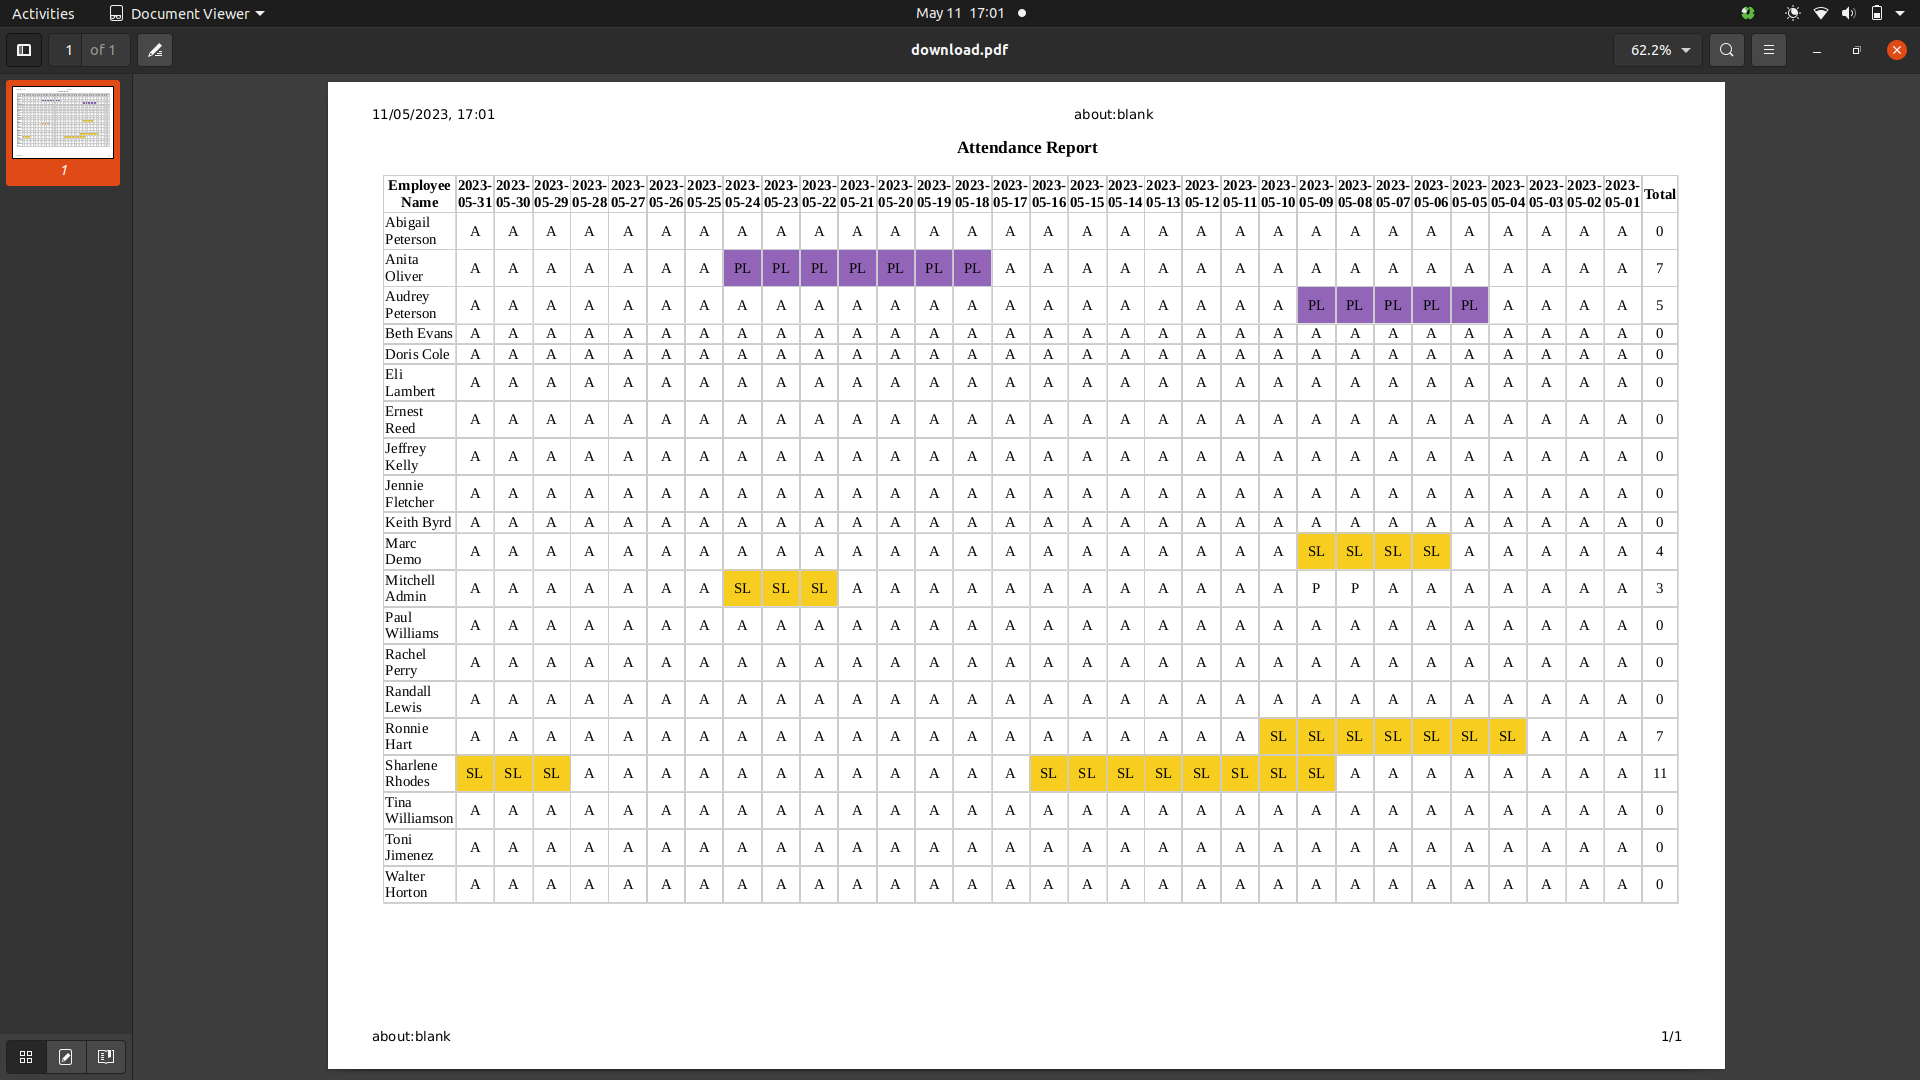 Activities Document Viewer May 11 17:01
1 of 1 download.pdf 62.2%
1
11/05/2023, 17:01 about:blank
Attendance Report
Employee 2023- 2023- 2023- 2023- 2023- 2023- 2023- 2023- 2023- 2023- 2023- 2023- 2023- 2023- 2023- 2023- 2023- 2023- 2023- 2023- 2023- 2023- 2023- 2023- 2023- 2023- 2023- 2023- 2023- 2023- 2023- Total
Name 05-31 05-30 05-29 05-28 05-27 05-26 05-25 05-24 05-23 05-22 05-21 05-20 05-19 05-18 05-17 05-16 05-15 05-14 05-13 05-12 05-11 05-10 05-09 05-08 05-07 05-06 05-05 05-04 05-03 05-02 05-01
Abigail
Peterson A A A A A A A A A A A A A A A A A A A A A A A A A A A A A A A 0
Anita
Oliver A A A A A A A PL PL PL PL PL PL PL A A A A A A A A A A A A A A A A A 7
Audrey
Peterson A A A A A A A A A A A A A A A A A A A A A A PL PL PL PL PL A A A A 5
Beth Evans A A A A A A A A A A A A A A A A A A A A A A A A A A A A A A A 0
Doris Cole A A A A A A A A A A A A A A A A A A A A A A A A A A A A A A A 0
Eli
Lambert A A A A A A A A A A A A A A A A A A A A A A A A A A A A A A A 0
Ernest
Reed A A A A A A A A A A A A A A A A A A A A A A A A A A A A A A A 0
Jeffrey
Kelly A A A A A A A A A A A A A A A A A A A A A A A A A A A A A A A 0
Jennie
Fletcher A A A A A A A A A A A A A A A A A A A A A A A A A A A A A A A 0
Keith Byrd A A A A A A A A A A A A A A A A A A A A A A A A A A A A A A A 0
Marc
Demo A A A A A A A A A A A A A A A A A A A A A A SL SL SL SL A A A A A 4
Mitchell
Admin A A A A A A A SL SL SL A A A A A A A A A A A A P P A A A A A A A 3
Paul
Williams A A A A A A A A A A A A A A A A A A A A A A A A A A A A A A A 0
Rachel
Perry A A A A A A A A A A A A A A A A A A A A A A A A A A A A A A A 0
Randall
Lewis A A A A A A A A A A A A A A A A A A A A A A A A A A A A A A A 0
Ronnie
Hart A A A A A A A A A A A A A A A A A A A A A SL SL SL SL SL SL SL A A A 7
Sharlene
Rhodes SL SL SL A A A A A A A A A A A A SL SL SL SL SL SL SL SL A A A A A A A A 11
Tina
Williamson A A A A A A A A A A A A A A A A A A A A A A A A A A A A A A A 0
Toni
Jimenez A A A A A A A A A A A A A A A A A A A A A A A A A A A A A A A 0
Walter
Horton A A A A A A A A A A A A A A A A A A A A A A A A A A A A A A A 0
about:blank 1/1